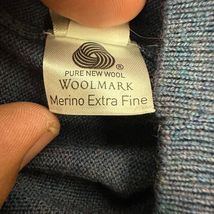 ®
PURE NEW WOOL
WOOLMARK
Merino Extra Fine